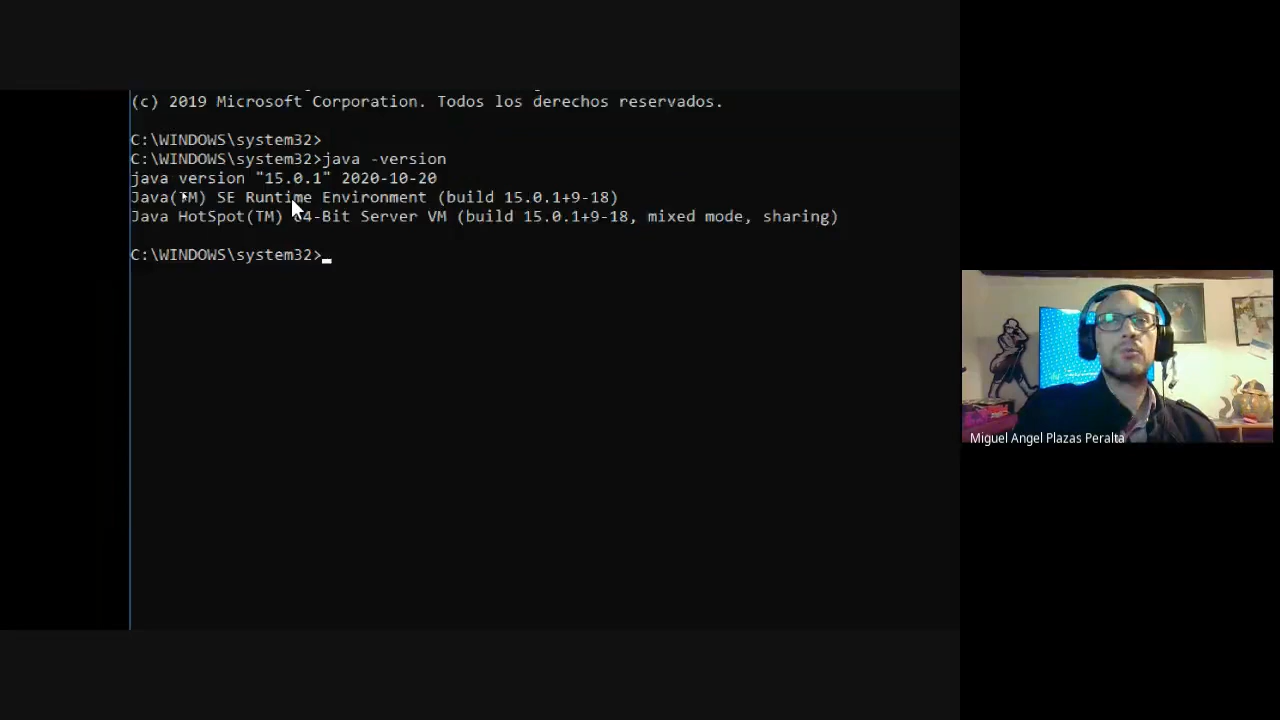 (c) 2019 Microsoft Corporation. Todos los derechos reservados.
C:\WINDOWS\system32>
C:\WINDOWS\system32>java -version
java version "15.0.1" 2020-10-20
Java(TM) SE Runtime Environment (build 15.0.1+9-18)
Java HotSpot(TM) 64-Bit Server VM (build 15.0.1+9-18, mixed mode, sharing)
C:\WINDOWS\system32>
Miguel Angel Plazas Peralta